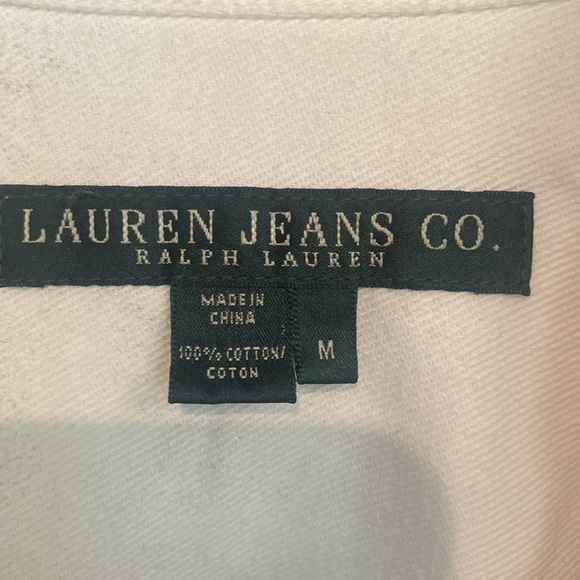 LAUREN JEANS CO.
RALPH LAUREN
MADE IN
CHINA
100% COTTON/
COTON
M